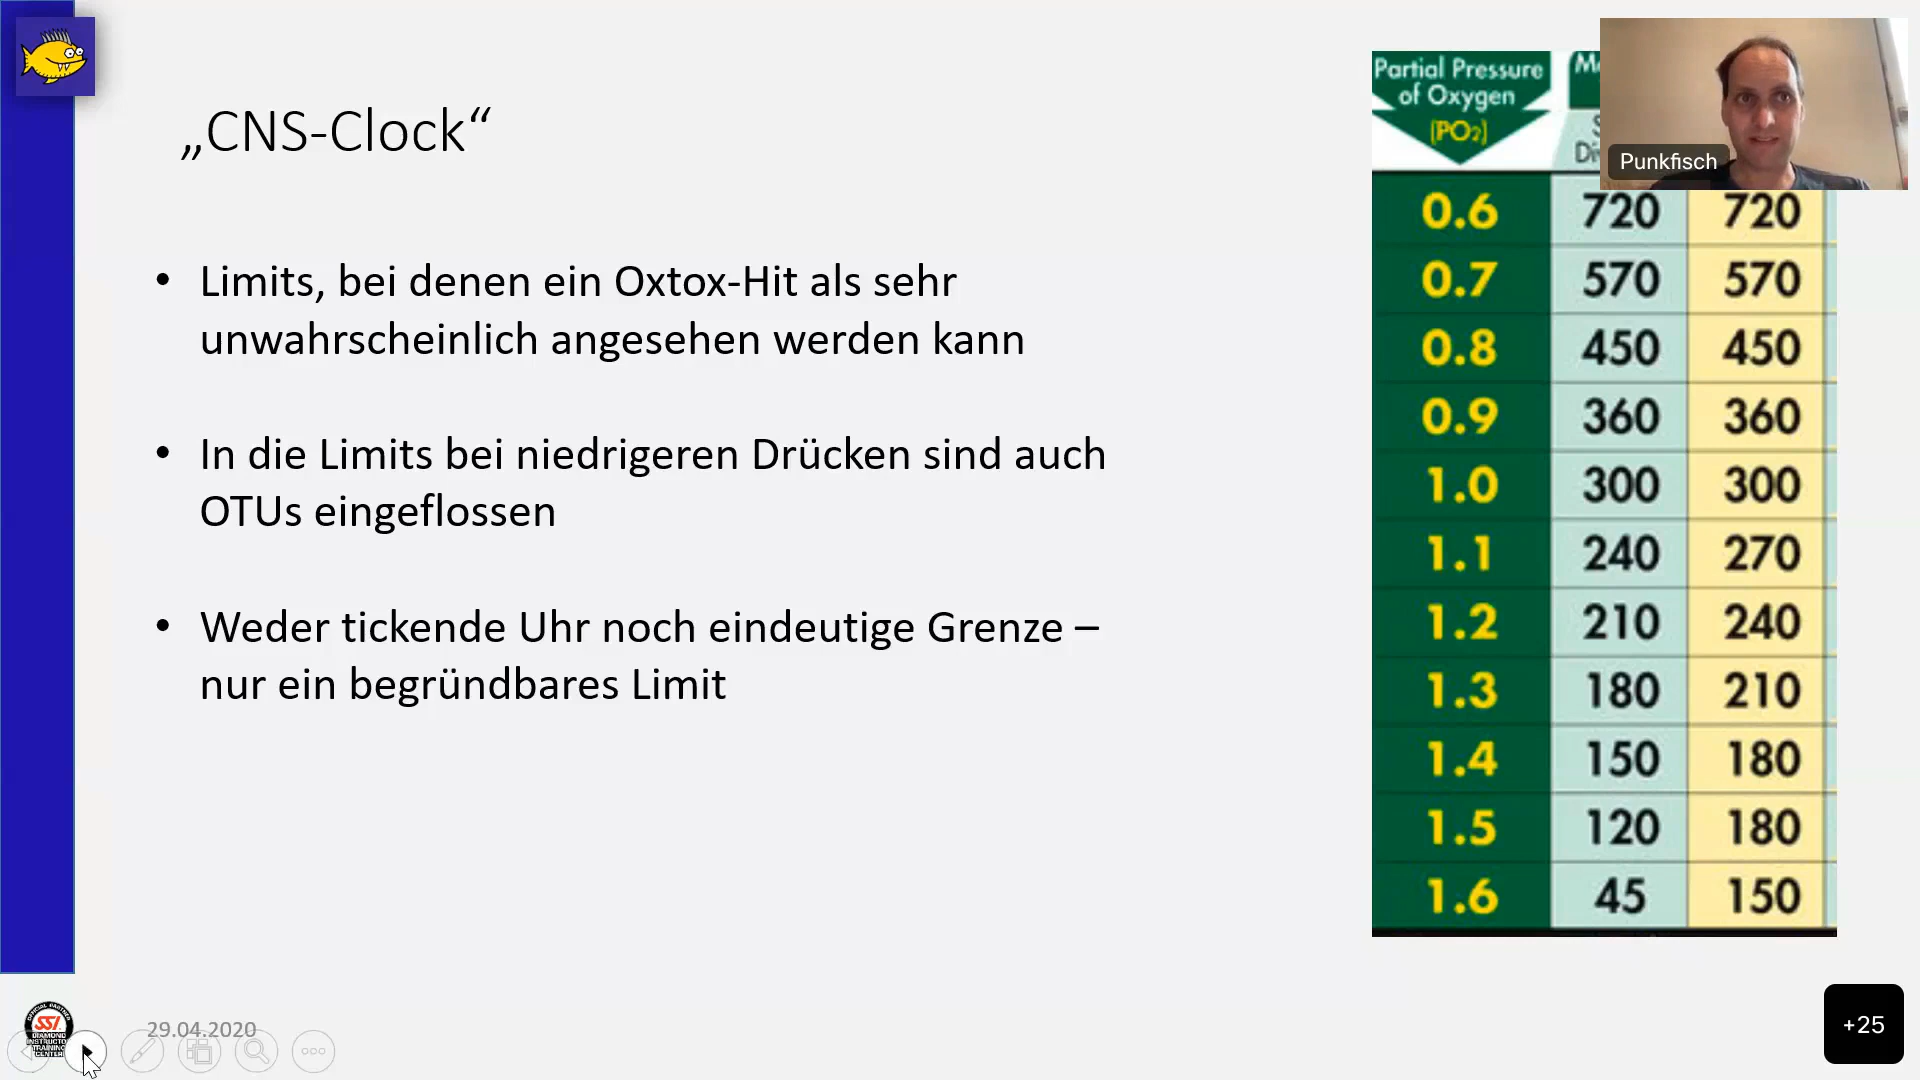 „CNS-Clock“
• Limits, bei denen ein Oxtox-Hit als sehr
unwahrscheinlich angesehen werden kann
• In die Limits bei niedrigeren Drücken sind auch
OTUs eingeflossen
• Weder tickende Uhr noch eindeutige Grenze –
nur ein begründbares Limit
Partial Pressure
of Oxygen
(PO₂)
Punkfisch
0.6 720 720
0.7 570 570
0.8 450 450
0.9 360 360
1.0 300 300
1.1 240 270
1.2 210 240
1.3 180 210
1.4 150 180
1.5 120 180
1.6 45 150
SSI
DIAMOND
29.04.2020
+25